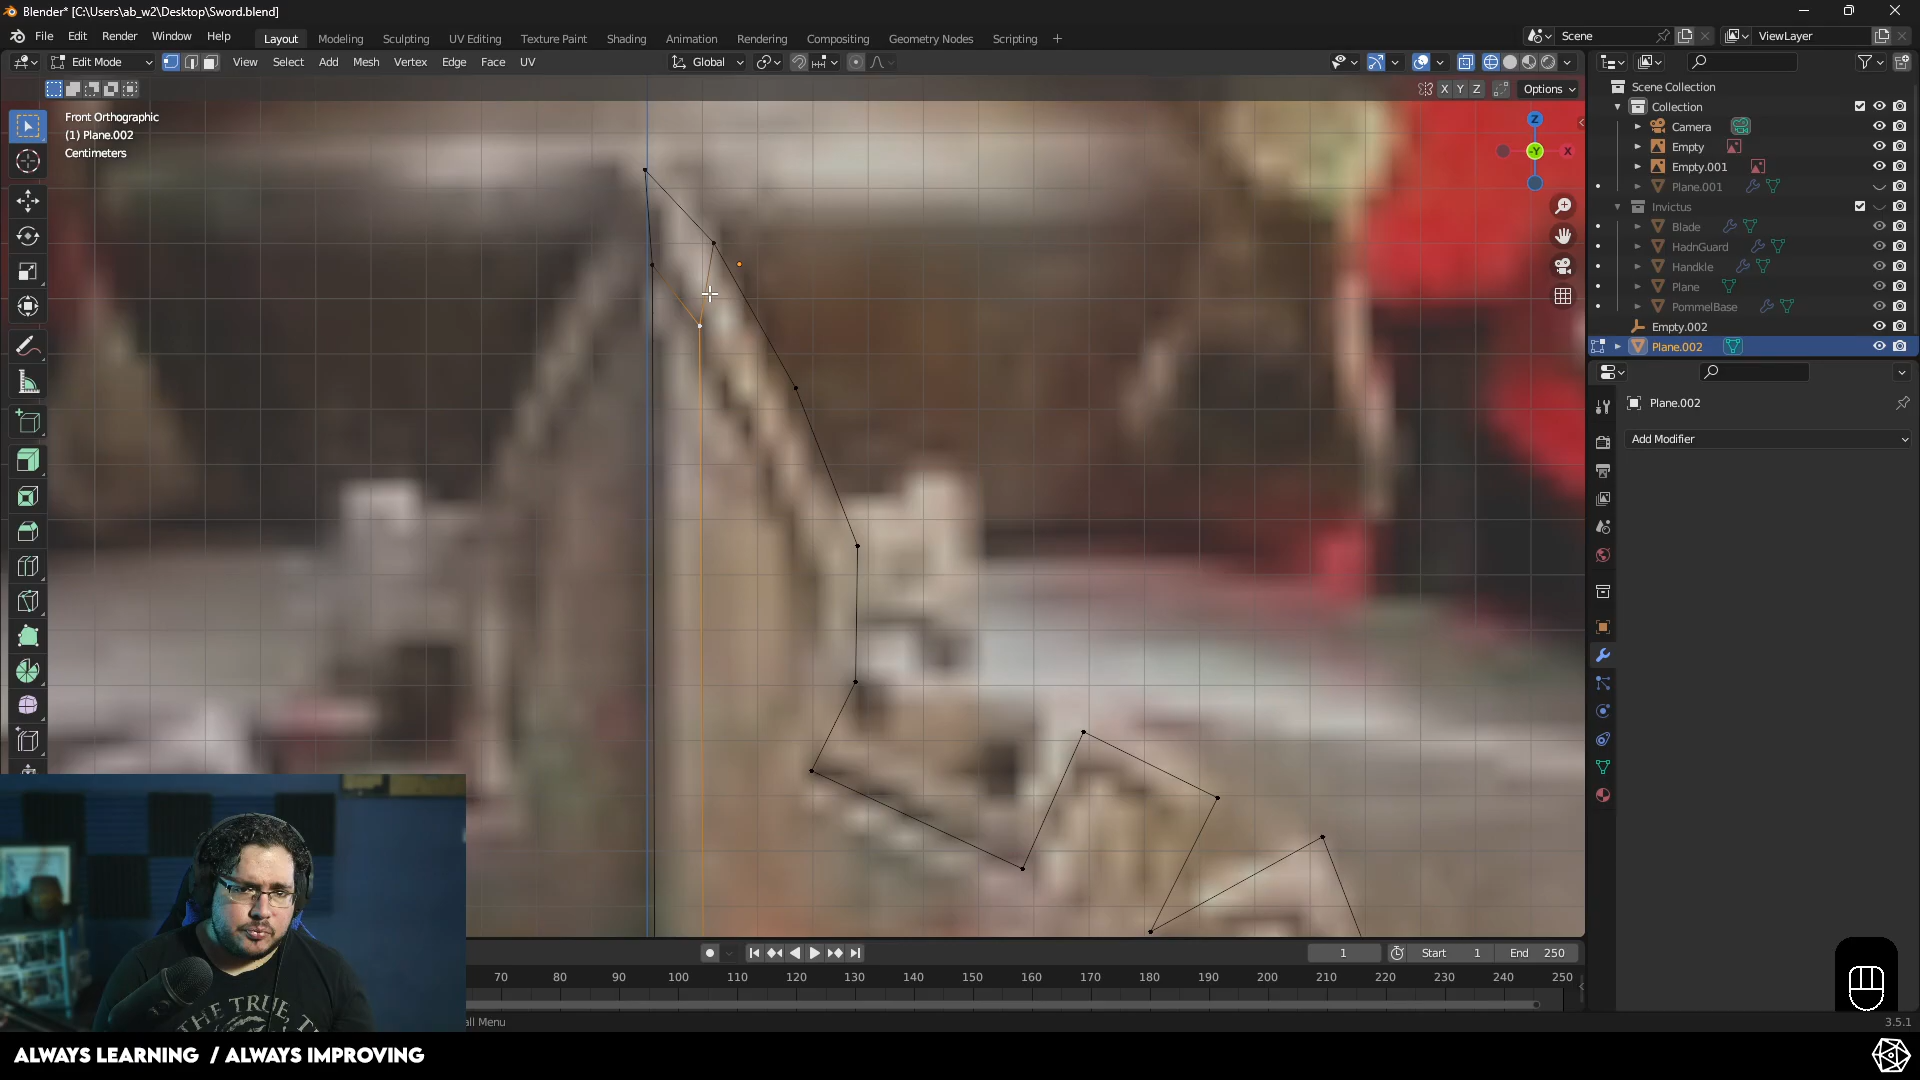 Blender* [C:\Users\ab_w2\Desktop\Sword.blend]
File Edit Render Window Help
Layout Modeling Sculpting UV Editing Texture Paint Shading Animation Rendering Compositing Geometry Nodes Scripting +
Scene
ViewLayer
Edit Mode View Select Add Mesh Vertex Edge Face UV
Global
X Y Z Options
Front Orthographic
(1) Plane.002
Centimeters
Z
-Y
X
Scene Collection
Collection
Camera
Empty
Empty.001
Plane.001
Invictus
Blade
HadnGuard
Handkle
Plane
PommelBase
Empty.002
Plane.002
Plane.002
Add Modifier
1 Start 1 End 250
70 80 90 100 110 120 130 140 150 160 170 180 190 200 210 220 230 240 250
all Menu
3.5.1
THE TRUE, T
ALWAYS LEARNING / ALWAYS IMPROVING